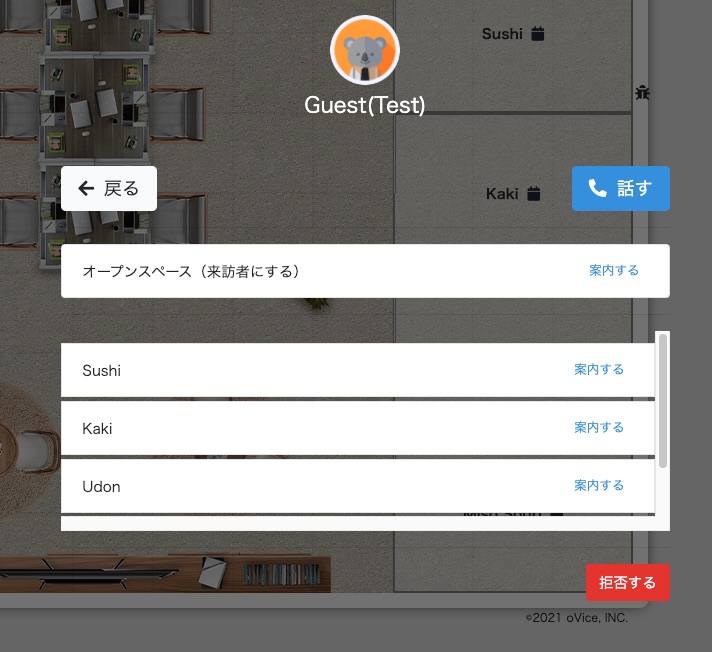 Sushi
Guest(Test)
戻る
Kaki
話す
オープンスペース（来訪者にする）
案内する
Sushi
案内する
Kaki
案内する
Udon
案内する
拒否する
©2021 oVice, INC.